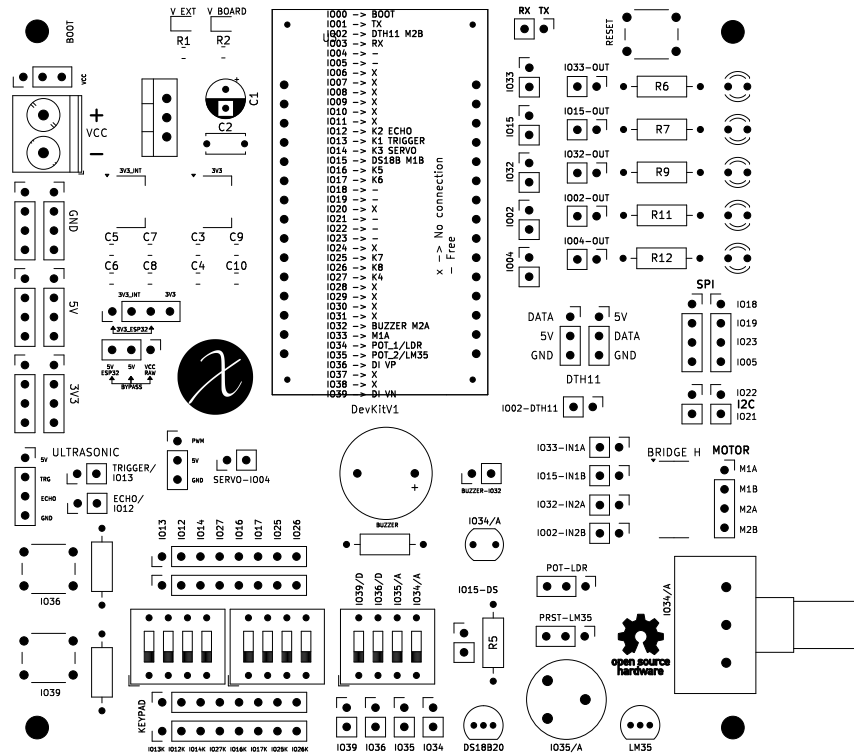 BOOT
V EXT
V BOARD
R1
R2
-
-
IO00 -> BOOT
IO01 -> TX
IO02 -> DTH11 M2B
IO03 -> RX
IO04 -> -
IO05 -> -
IO06 -> X
IO07 -> X
IO08 -> X
IO09 -> X
IO10 -> X
IO11 -> X
IO12 -> K2 ECHO
IO13 -> K1 TRIGGER
IO14 -> K3 SERVO
IO15 -> DS18B M1B
IO16 -> K5
IO17 -> K6
IO18 -> -
IO19 -> -
IO20 -> X
IO21 -> -
IO22 -> -
IO23 -> -
IO24 -> X
IO25 -> K7
IO26 -> K8
IO27 -> K4
IO28 -> X
IO29 -> X
IO30 -> X
IO31 -> X
IO32 -> BUZZER M2A
IO33 -> M1A
IO34 -> POT_1/LDR
IO35 -> POT_2/LM35
IO36 -> DI VP
IO37 -> X
IO38 -> X
IO39 -> DI VN
x -> No connection
- Free
DevKitV1
RX TX
RESET
VCC
+
VCC
-
+
C1
C2
IO33
IO33-OUT
R6
IO15
IO15-OUT
R7
IO32
IO32-OUT
R9
IO02
IO02-OUT
R11
IO04
IO04-OUT
R12
3V3_INT
3V3
GND
C5
C7
C3
C9
C6
C8
C4
C10
5V
3V3_INT
3V3
3V3_ESP32
5V
ESP32
5V
VCC
RAW
BYPASS
3V3
SPI
IO18
IO19
IO23
IO05
DATA
5V
5V
DATA
GND
GND
DTH11
IO02-DTH11
IO22
I2C
IO21
ULTRASONIC
5V
TRG
ECHO
GND
TRIGGER/
IO13
ECHO/
IO12
PWM
5V
GND
SERVO-IO04
+
BUZZER
BUZZER-IO32
IO33-IN1A
IO15-IN1B
IO32-IN2A
IO02-IN2B
BRIDGE H
MOTOR
M1A
M1B
M2A
M2B
IO34/A
IO13
IO12
IO14
IO27
IO16
IO17
IO25
IO26
IO36
IO39
IO39/D
IO36/D
IO35/A
IO34/A
IO15-DS
R5
POT-LDR
PRST-LM35
IO34/A
open source
hardware
KEYPAD
IO13K
IO12K
IO14K
IO27K
IO16K
IO17K
IO25K
IO26K
IO39
IO36
IO35
IO34
DS18B20
IO35/A
LM35